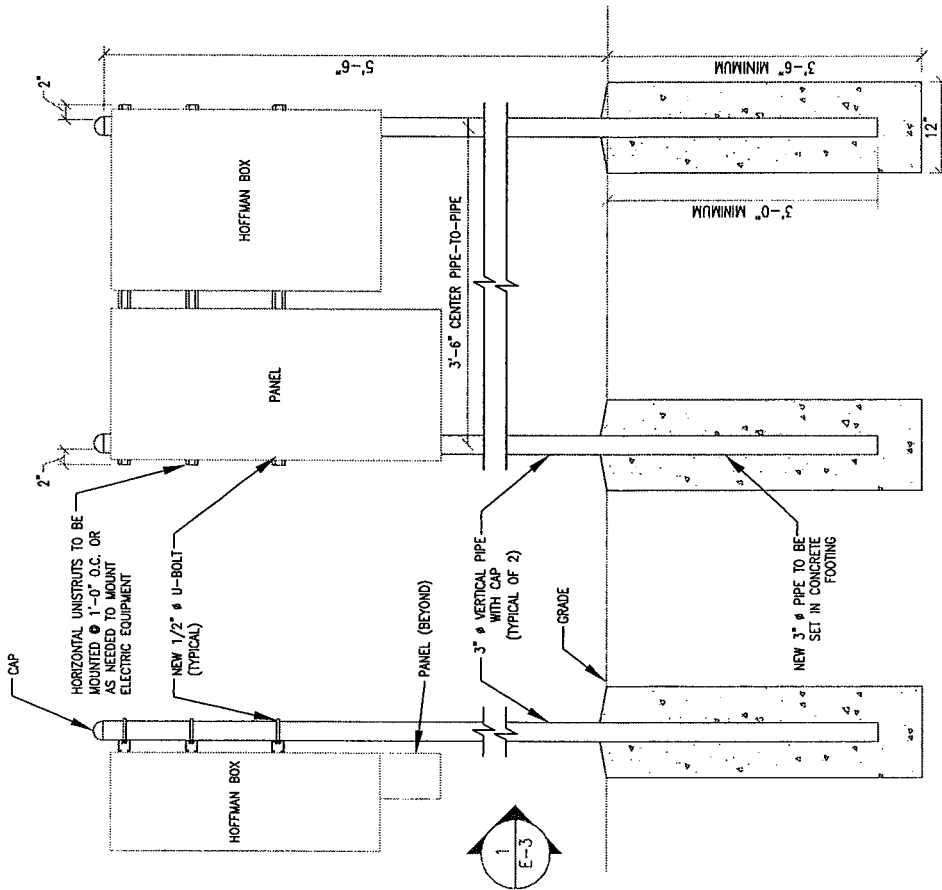 CAP
HORIZONTAL UNISTRUTS TO BE
MOUNTED @ 1'-0" O.C. OR
AS NEEDED TO MOUNT
ELECTRIC EQUIPMENT
NEW 1/2" ø U-BOLT
(TYPICAL)
PANEL (BEYOND)
3" ø VERTICAL PIPE
WITH CAP
(TYPICAL OF 2)
GRADE
NEW 3" ø PIPE TO BE
SET IN CONCRETE
FOOTING
HOFFMAN BOX
1
E-3
2"
PANEL
HOFFMAN BOX
2"
3'-6" CENTER PIPE-TO-PIPE
5'-6"
3'-6" MINIMUM
3'-0" MINIMUM
12"